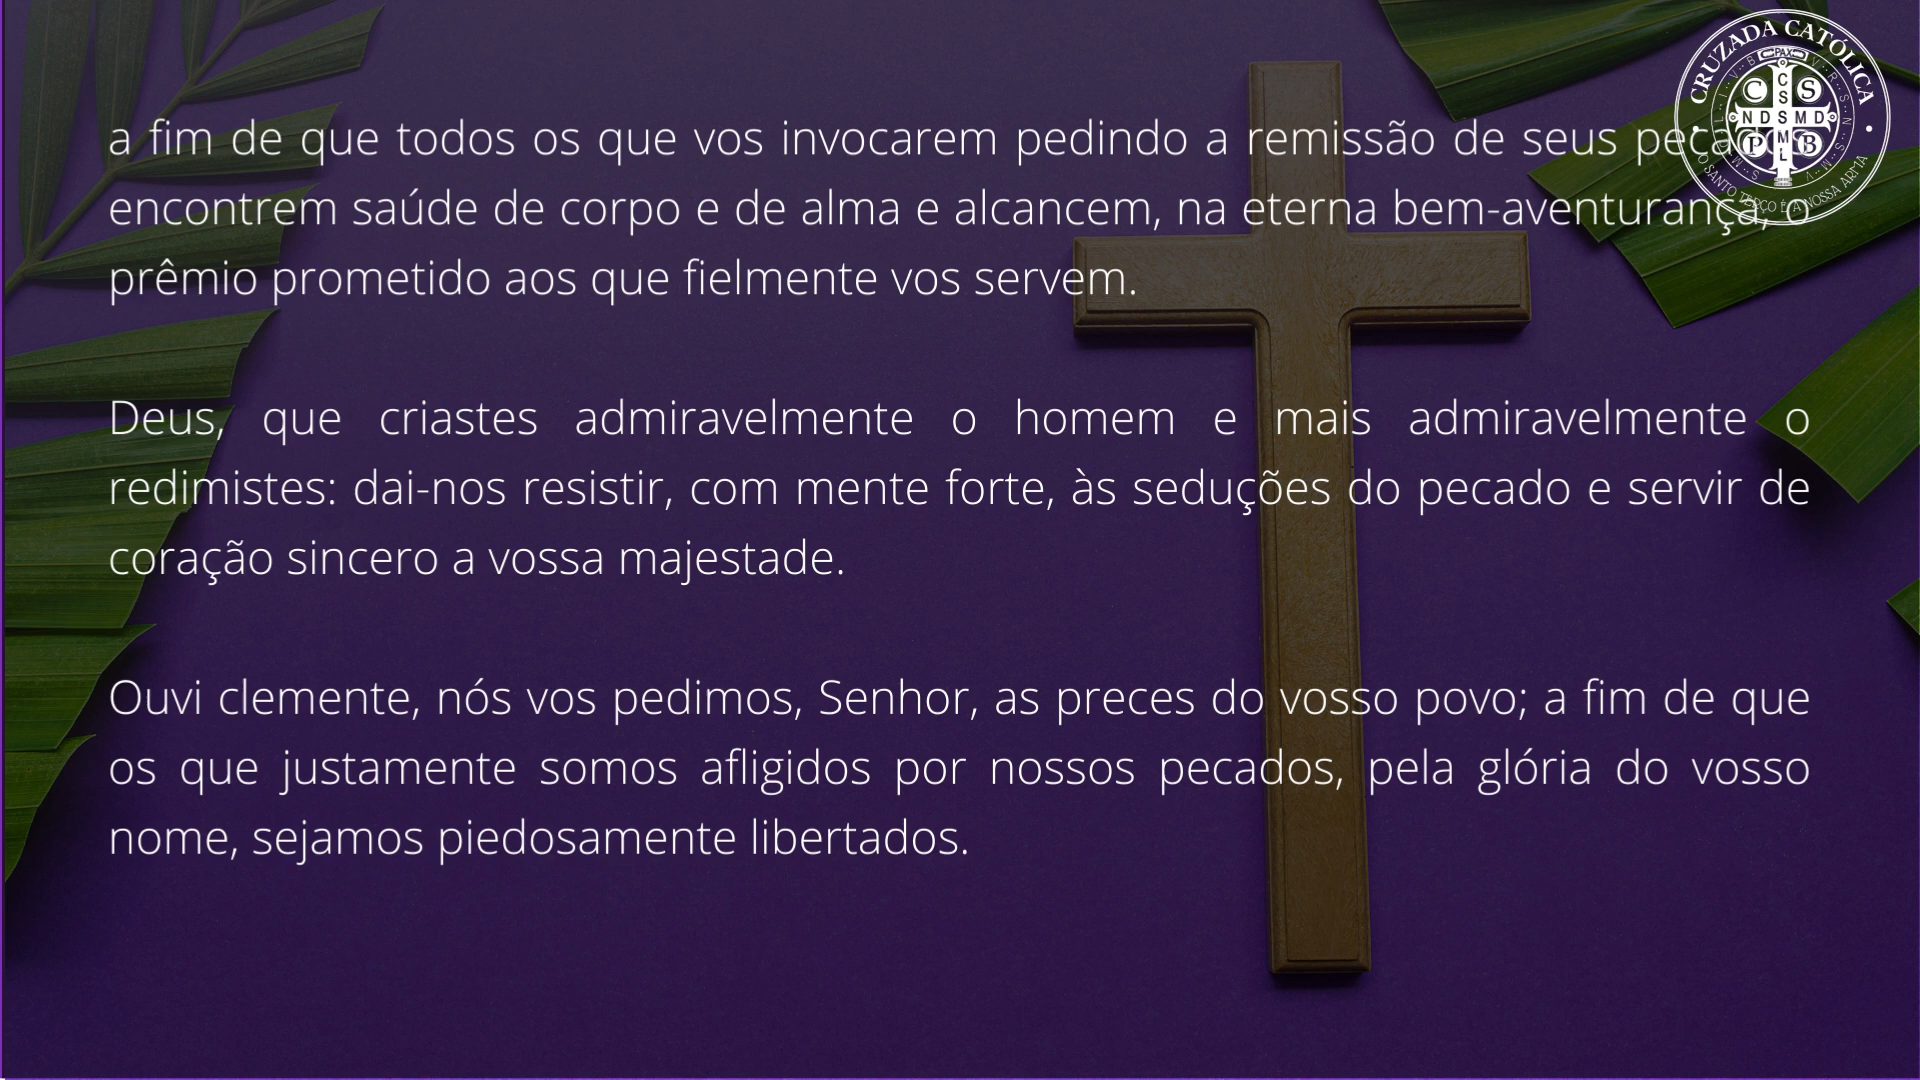 a fim de que todos os que vos invocarem pedindo a remissão de seus
encontrem saúde de corpo e de alma e alcancem, na eterna bem-aventurança, o
prêmio prometido aos que fielmente vos servem.
Deus, que criastes admiravelmente o homem e mais admiravelmente o
redimistes: dai-nos resistir, com mente forte, às seduções do pecado e servir de
coração sincero a vossa majestade.
Ouvi clemente, nós vos pedimos, Senhor, as preces do vosso povo; a fim de que
os que justamente somos afligidos por nossos pecados, pela glória do vosso
nome, sejamos piedosamente libertados.
CRUZADA CATÓLICA
PAX
C S
C S S M L
N D S M D
P B
O SANTO TERÇO É A NOSSA ARMA